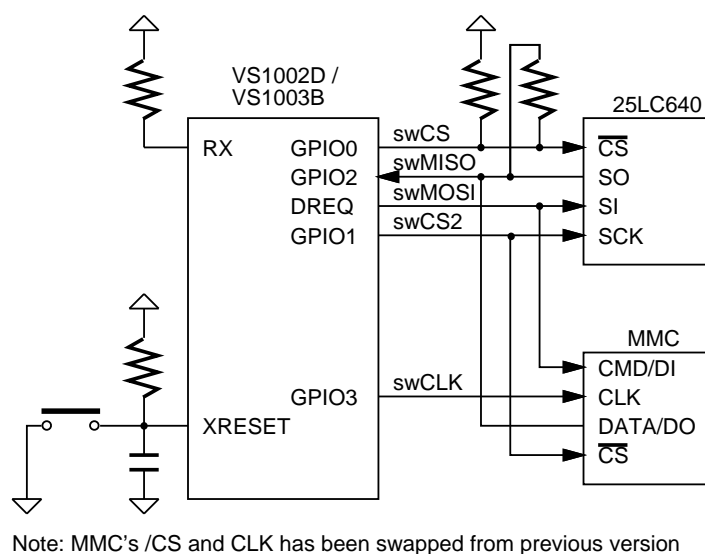 VS1002D /
VS1003B
25LC640
RX
GPIO0
swCS
CS
GPIO2
swMISO
SO
DREQ
swMOSI
SI
GPIO1
swCS2
SCK
MMC
CMD/DI
GPIO3
swCLK
CLK
XRESET
DATA/DO
CS
Note: MMC's /CS and CLK has been swapped from previous version